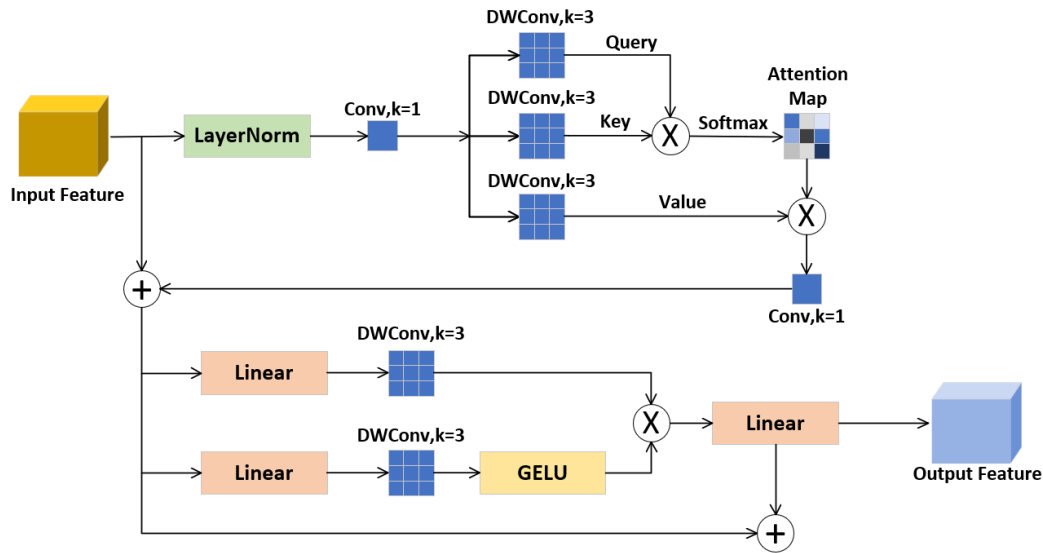 DWConv,k=3
Query
Attention
Map
DWConv,k=3
Conv,k=1
Key
Softmax
LayerNorm
X
Input Feature
DWConv,k=3
Value
X
+
Conv,k=1
DWConv,k=3
Linear
X
Linear
DWConv,k=3
Linear
GELU
Output Feature
+